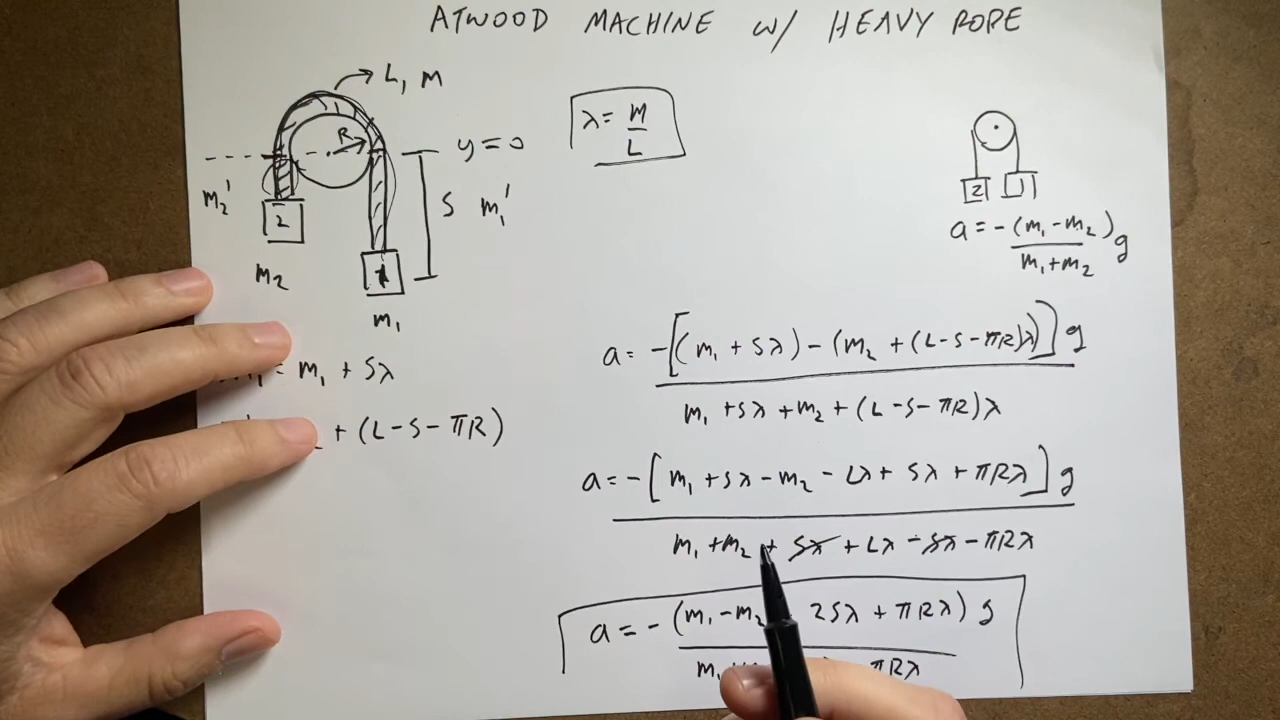 ATWOOD MACHINE w/ HEAVY ROPE
L, M
λ = M/L
R
y = 0
m₂'
S m₁'
2
2 1
m₂
1
m₁
a = -(m₁-m₂)g
m₁+m₂
a = -[(m₁ + Sλ) - (m₂ + (L-S-πR)λ)]g
m₁ + Sλ + m₂ + (L-S-πR)λ
= m₁ + Sλ
+ (L-S-πR)
a = -[m₁ + Sλ - m₂ - Lλ + Sλ + πRλ]g
m₁ + m₂ + Sλ + Lλ - Sλ - πRλ
a = -(m₁-m₂ 2Sλ + πRλ)g
m₁ πRλ